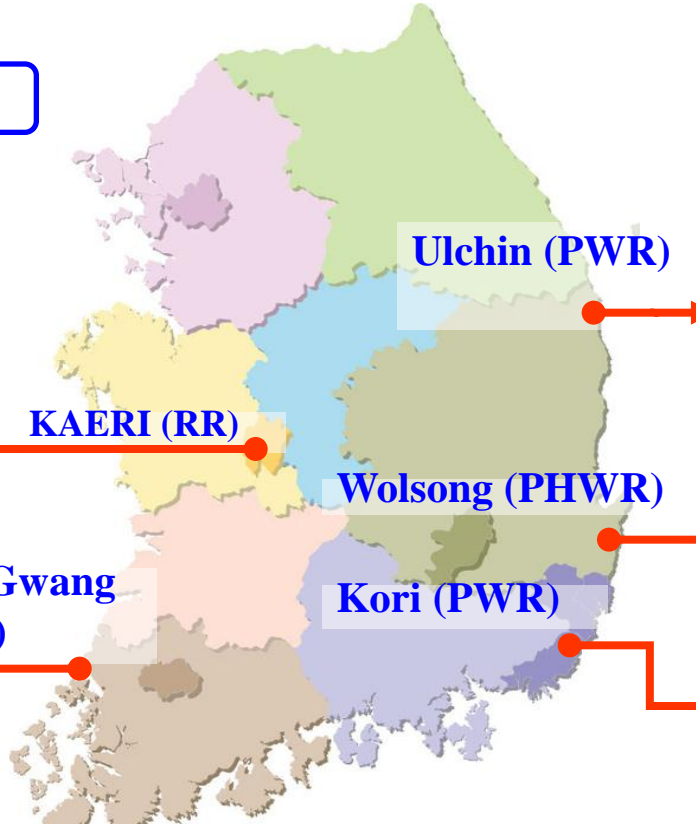 Ulchin (PWR)
KAERI (RR)
Wolsong (PHWR)
Gwang
)
Kori (PWR)